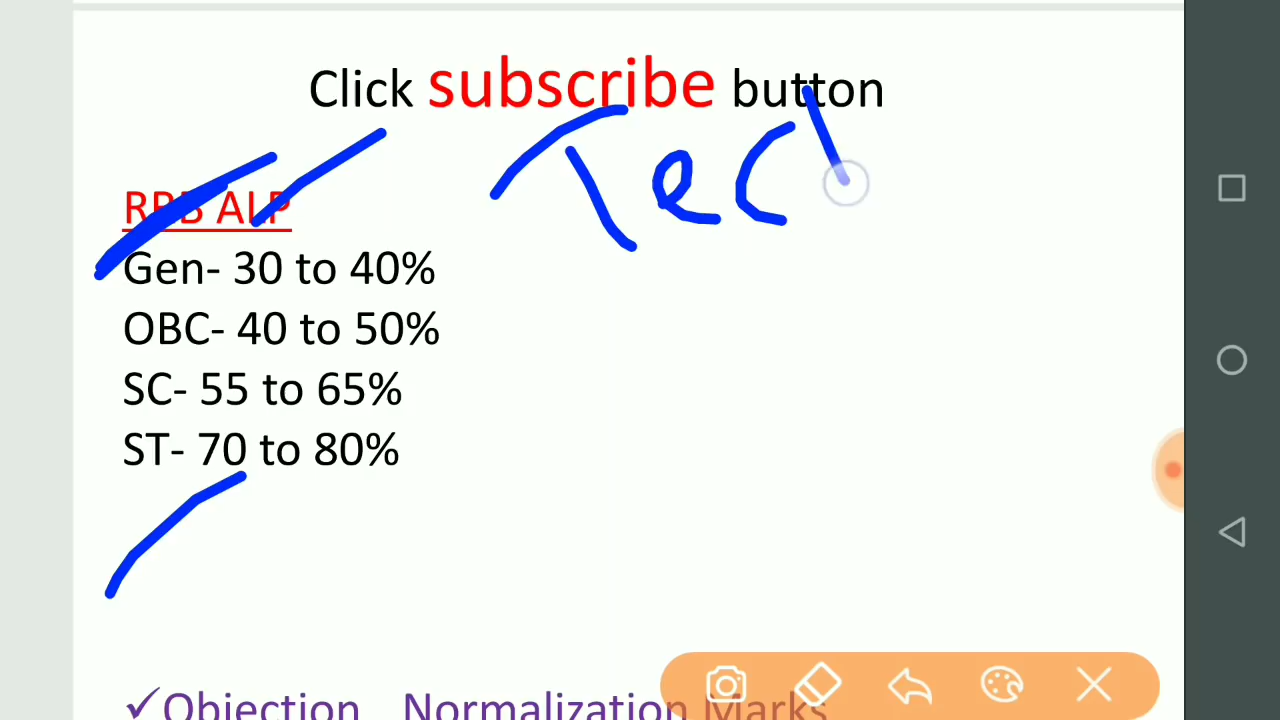 Click subscribe button
Tec
RRB ALP
Gen- 30 to 40%
OBC- 40 to 50%
SC- 55 to 65%
ST- 70 to 80%
✓Objection Normalization Marks